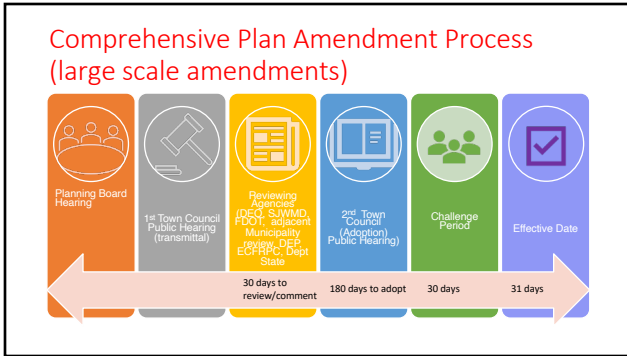 Comprehensive Plan Amendment Process
(large scale amendments)
Planning Board
Hearing
1st Town Council
Public Hearing
(transmittal)
Reviewing
Agencies
(DEO, SJWMD,
FDOT, adjacent
Municipality
review, DEP,
ECFRPC, Dept
State
2nd Town
Council
(Adoption)
Public Hearing)
Challenge
Period
Effective Date
30 days to
review/comment
180 days to adopt
30 days
31 days